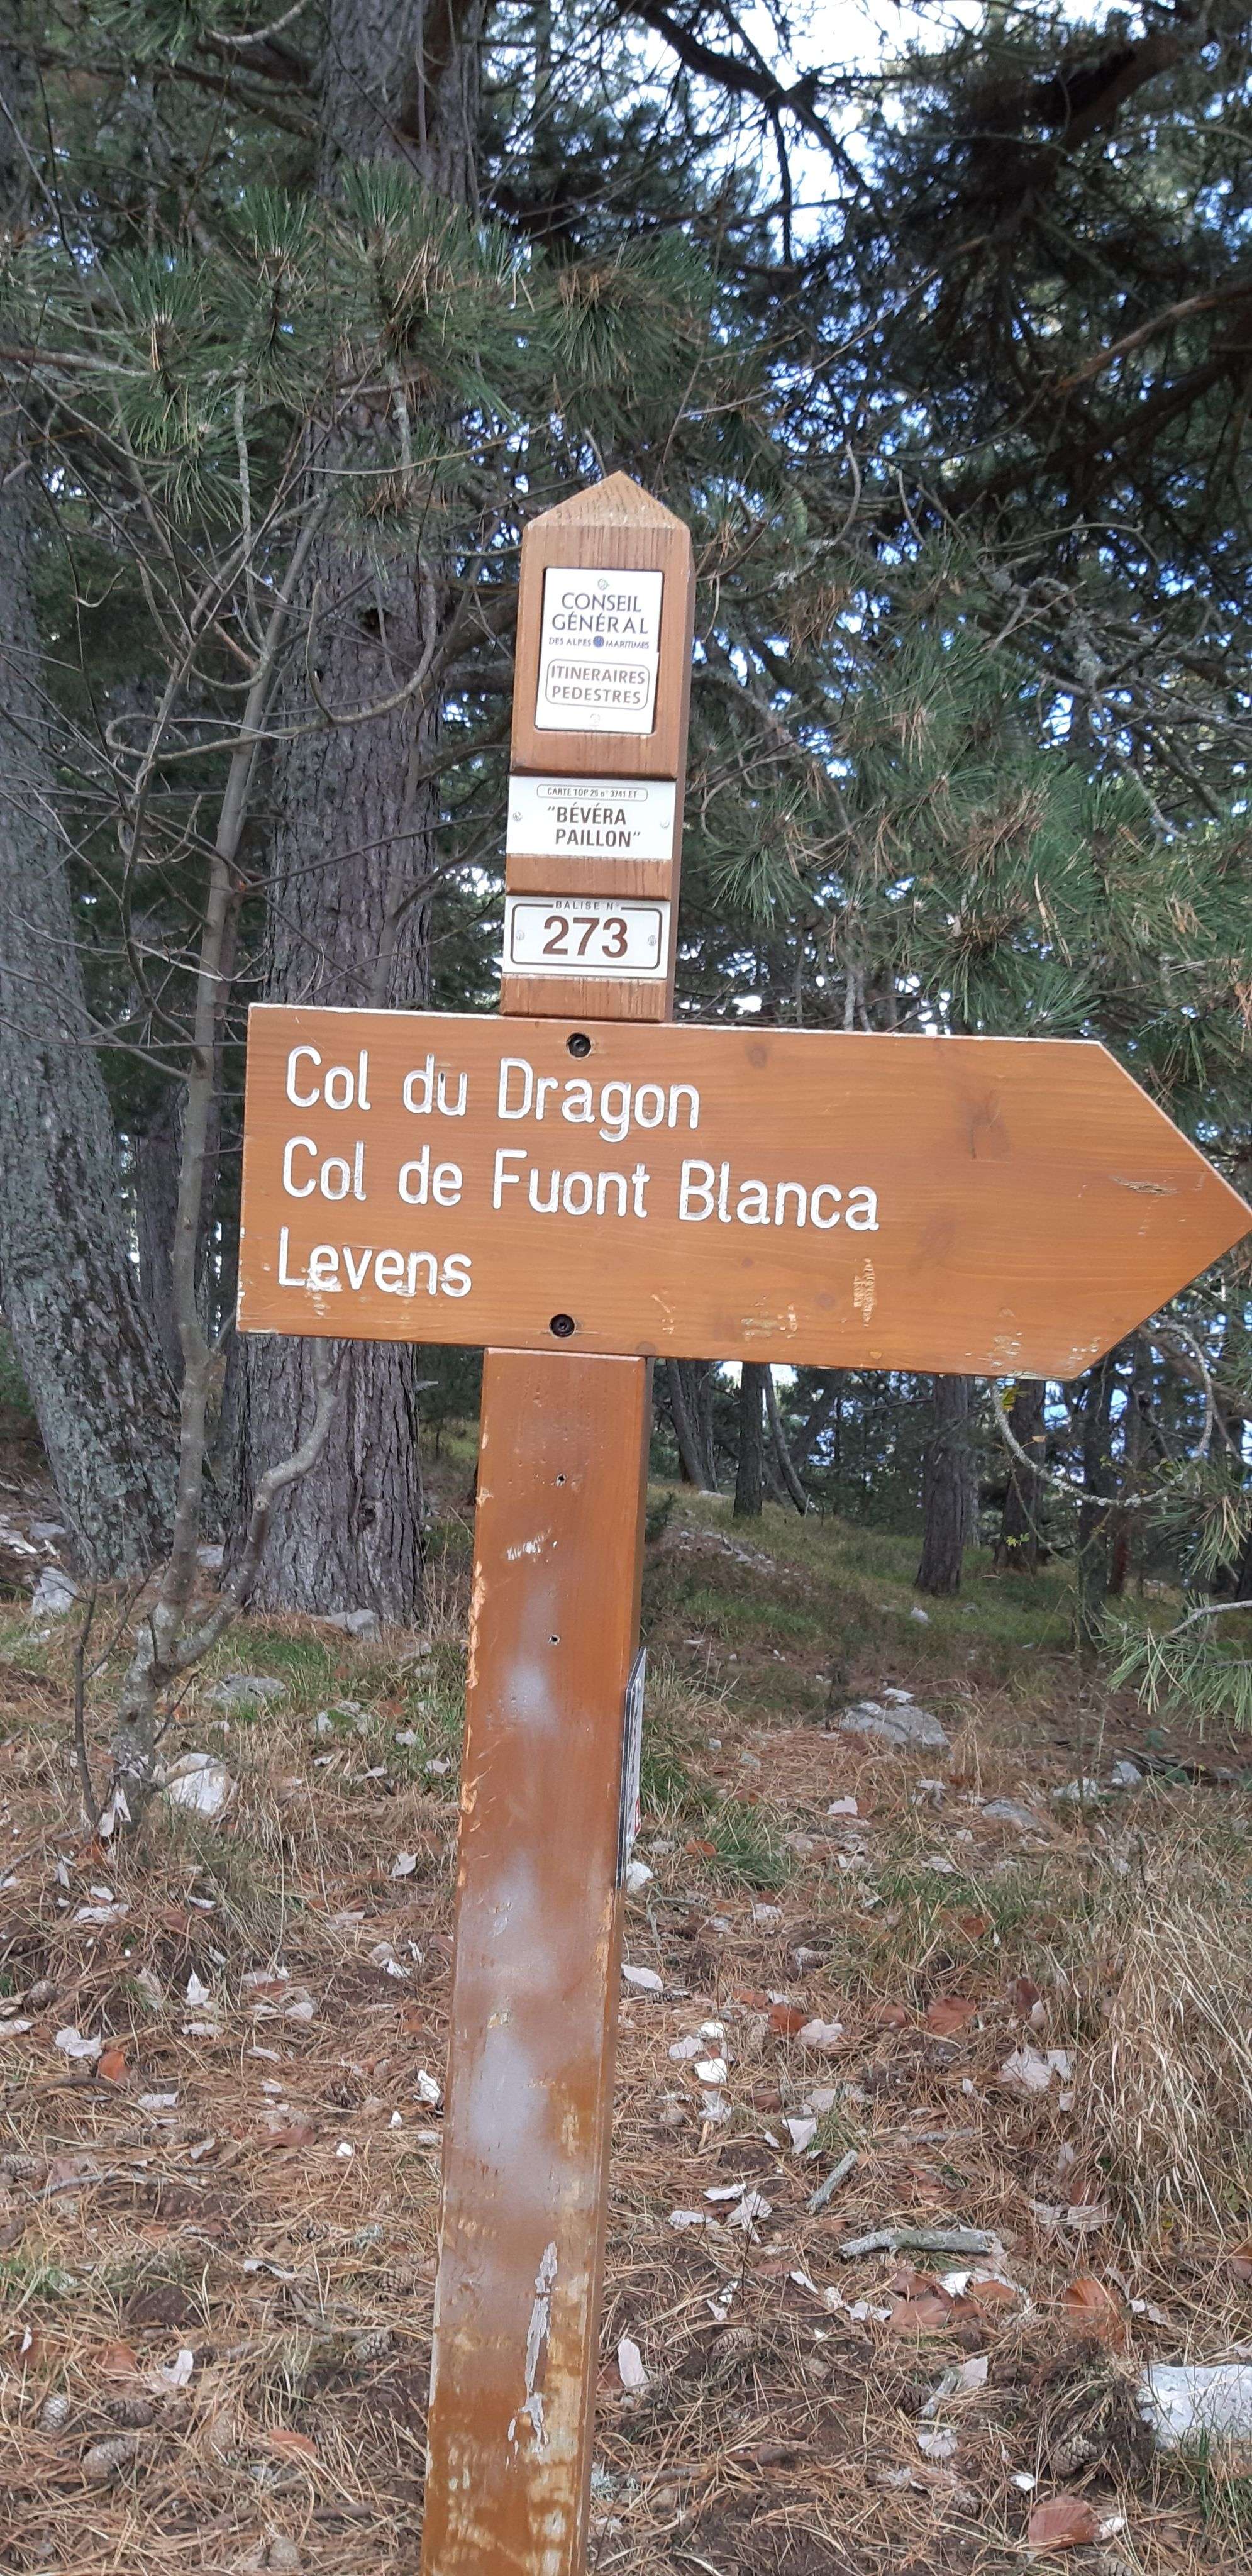 CONSEIL
GÉNÉRAL
DES ALPES MARITIMES
ITINERAIRES
PEDESTRES
CARTE TOP 25 n° 3741 ET
"BÉVÉRA
PAILLON"
BALISE N°
273
Col du Dragon
Col de Fuont Blanca
Levens